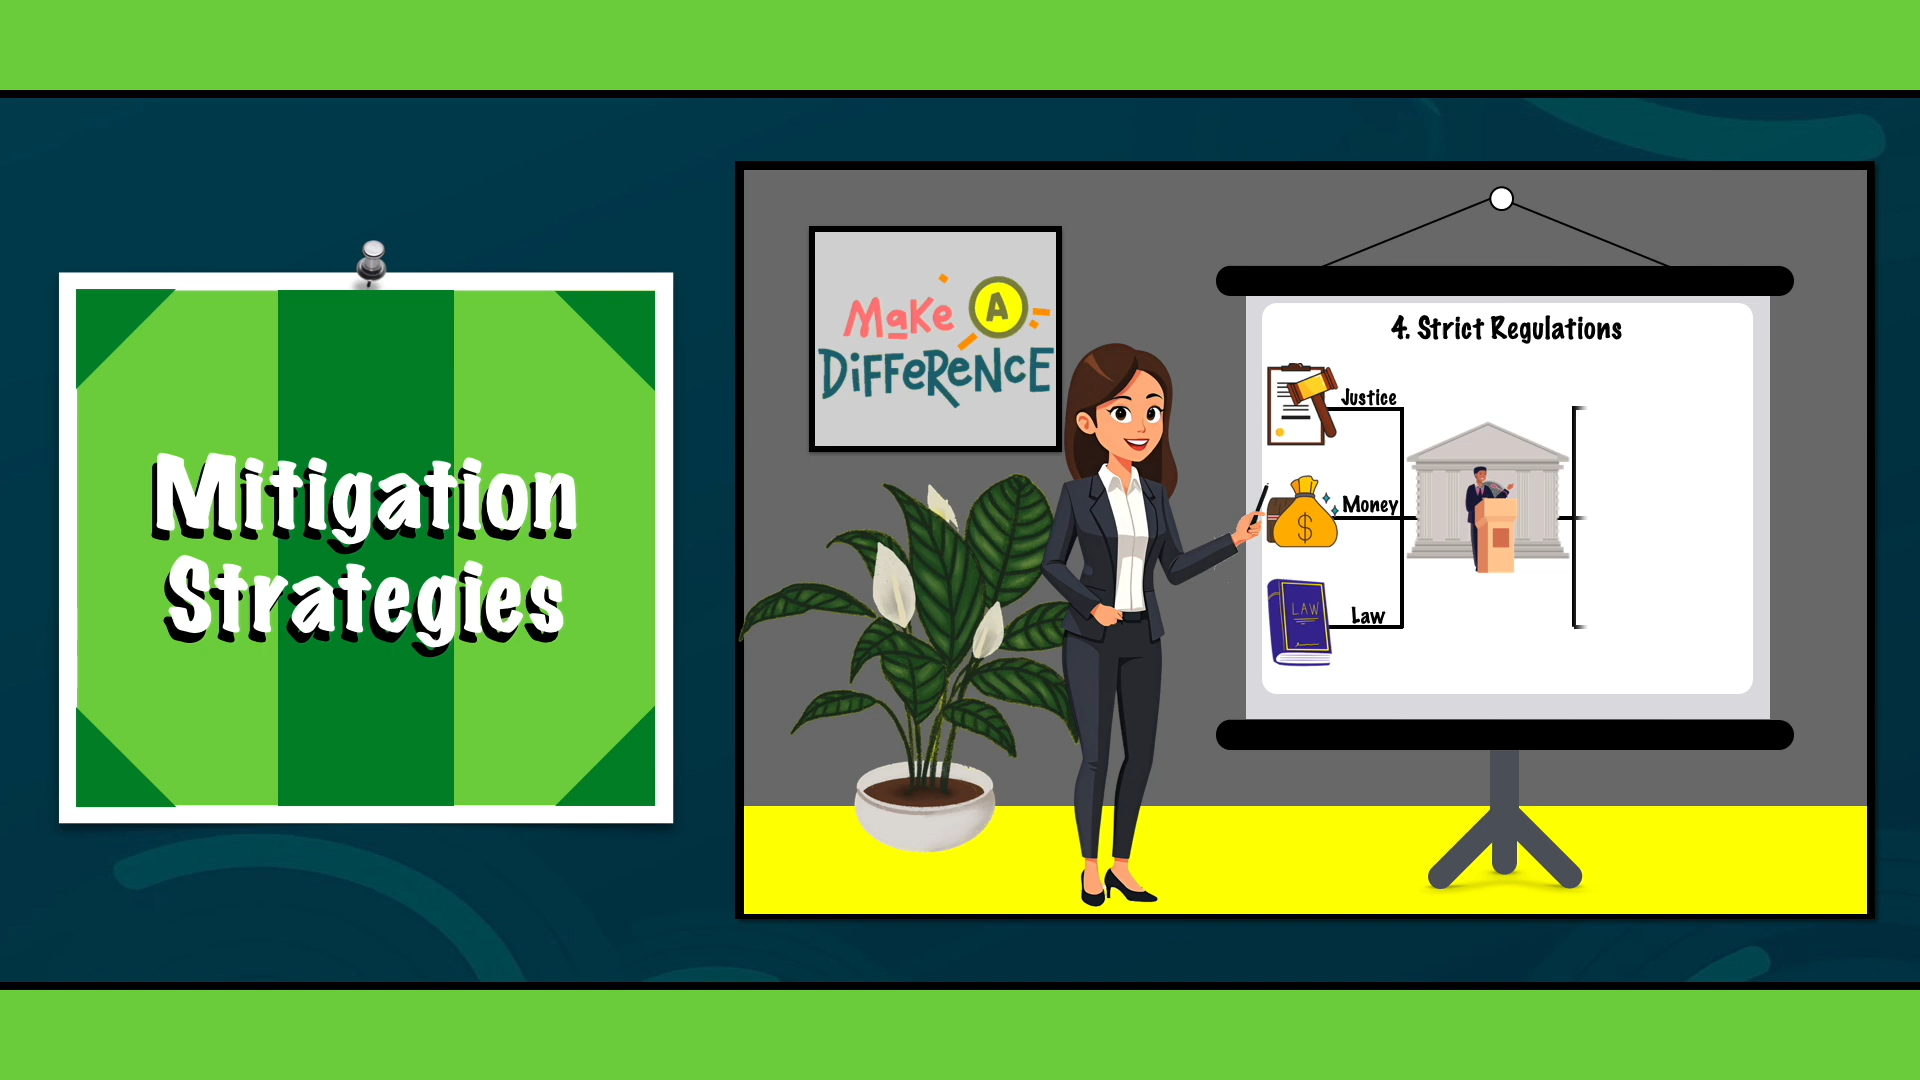 Mitigation
Strategies
Make A
DiFFeReNcE
4. Strict Regulations
Justice
Money
$
LAW
Law